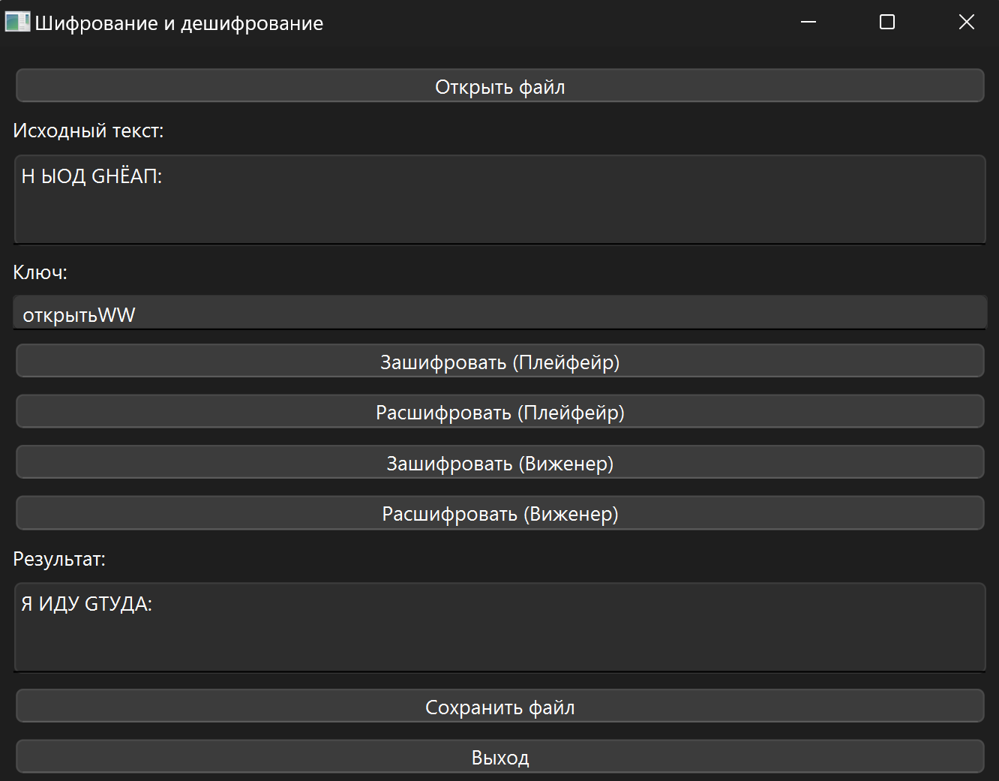 Шифрование и дешифрование
Открыть файл
Исходный текст:
Н ЫОД GНЁАП:
Ключ:
открытьWW
Зашифровать (Плейфейр)
Расшифровать (Плейфейр)
Зашифровать (Виженер)
Расшифровать (Виженер)
Результат:
Я ИДУ GТУДА:
Сохранить файл
Выход